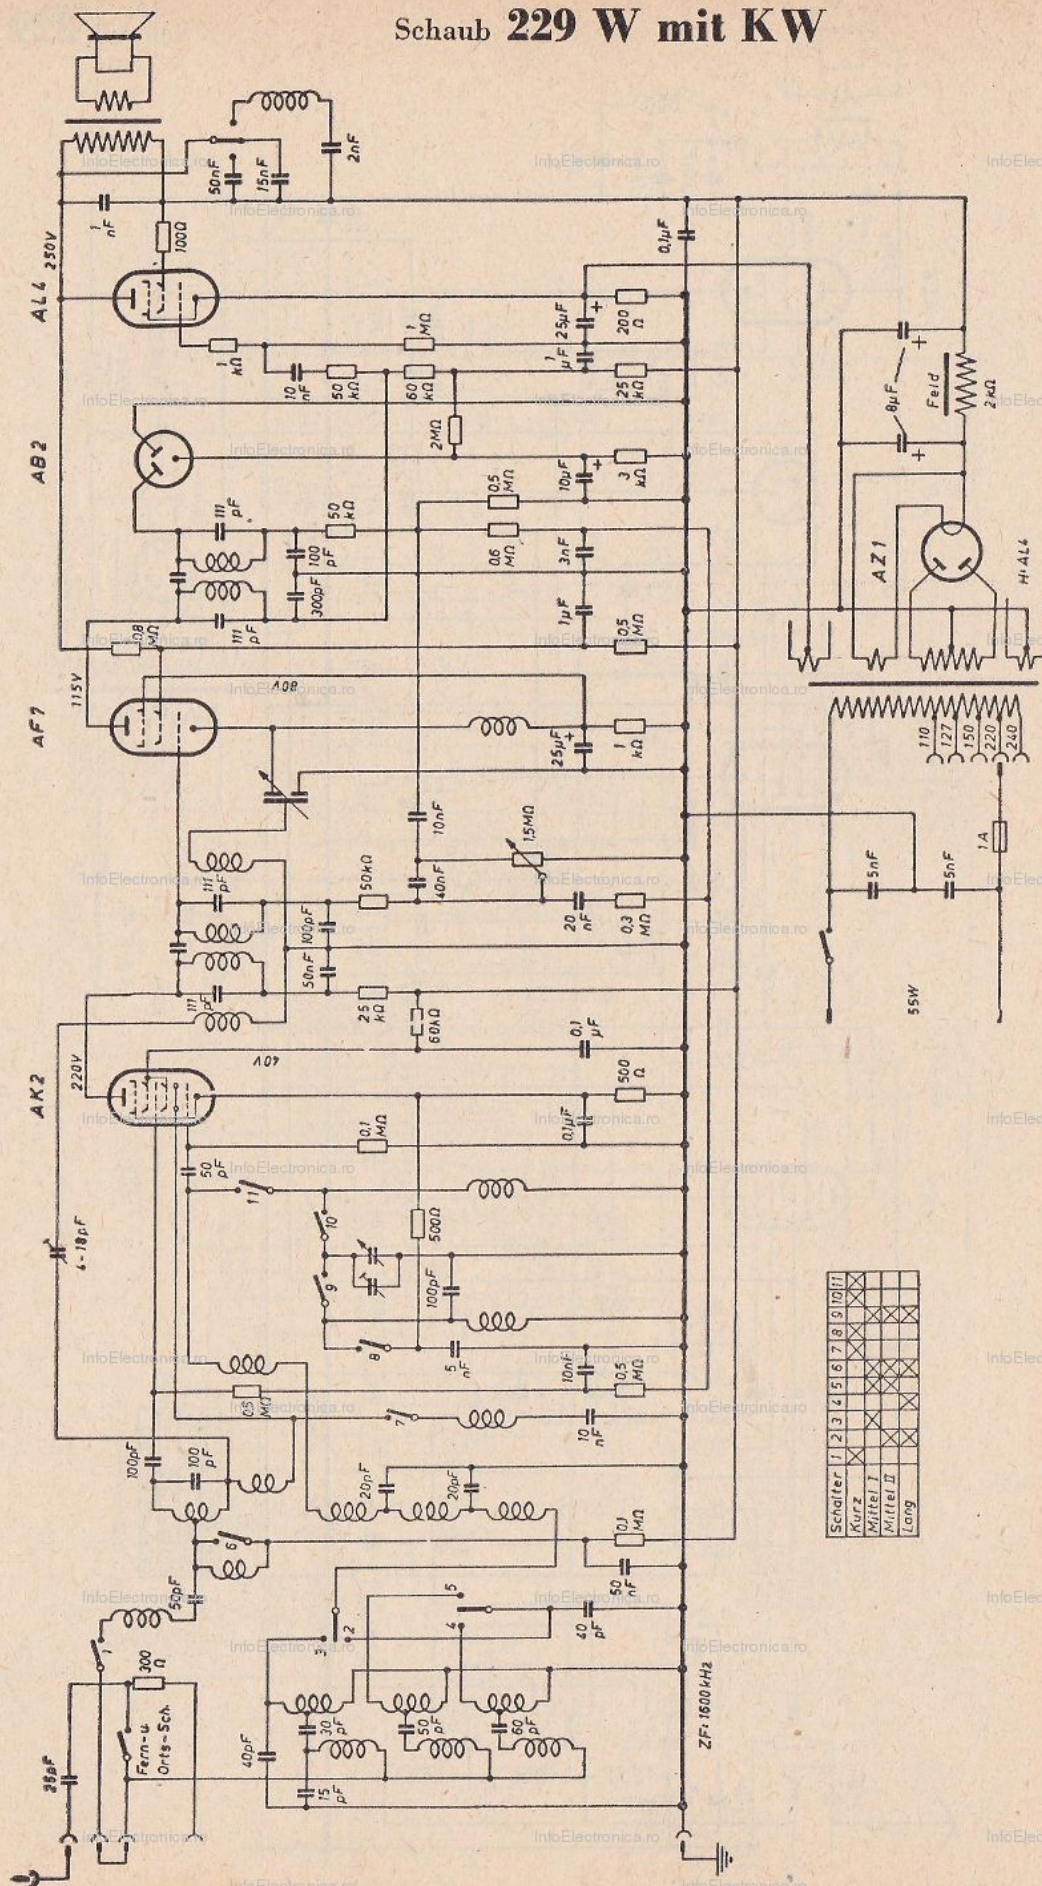 Schaub 229 W mit KW
2nF
50nF
15nF
1
nF
100Ω
250V
AL4
0,1µF
1
kΩ
1
MΩ
25µF
+
200
Ω
10
nF
50
kΩ
60
kΩ
1
µF
25
kΩ
8µF
+
+
Feld
2kΩ
AB2
2MΩ
10µF
+
3
kΩ
111
pF
50
kΩ
0,5
MΩ
100
pF
0,6
MΩ
3nF
300pF
111
pF
1µF
0,5
MΩ
0,8
MΩ
AZ1
H·AL4
115V
80V
AF7
25µF
+
1
kΩ
110
127
150
220
240
10nF
1,5MΩ
111
pF
50kΩ
40nF
100pF
20
nF
0,3
MΩ
5nF
5nF
1A
50nF
111
pF
25
kΩ
60kΩ
55W
220V
40V
0,1
µF
AK2
500
Ω
0,1
MΩ
0,1µF
50
pF
11
10
500Ω
4-18pF
9
100pF
8
5
nF
10nF
0,5
MΩ
0,5
MΩ
7
10
nF
100pF
100
pF
20pF
20pF
6
0,1
MΩ
50pF
50
nF
5
4
3
2
40
pF
1
300
Ω
Fern-u.
Orts-Sch.
40pF
30
pF
50
pF
60
pF
15
pF
ZF: 1600 kHz
Schalter 1 2 3 4 5 6 7 8 9 10 11
Kurz
Mittel I
Mittel II
Lang
InfoElectronica.ro